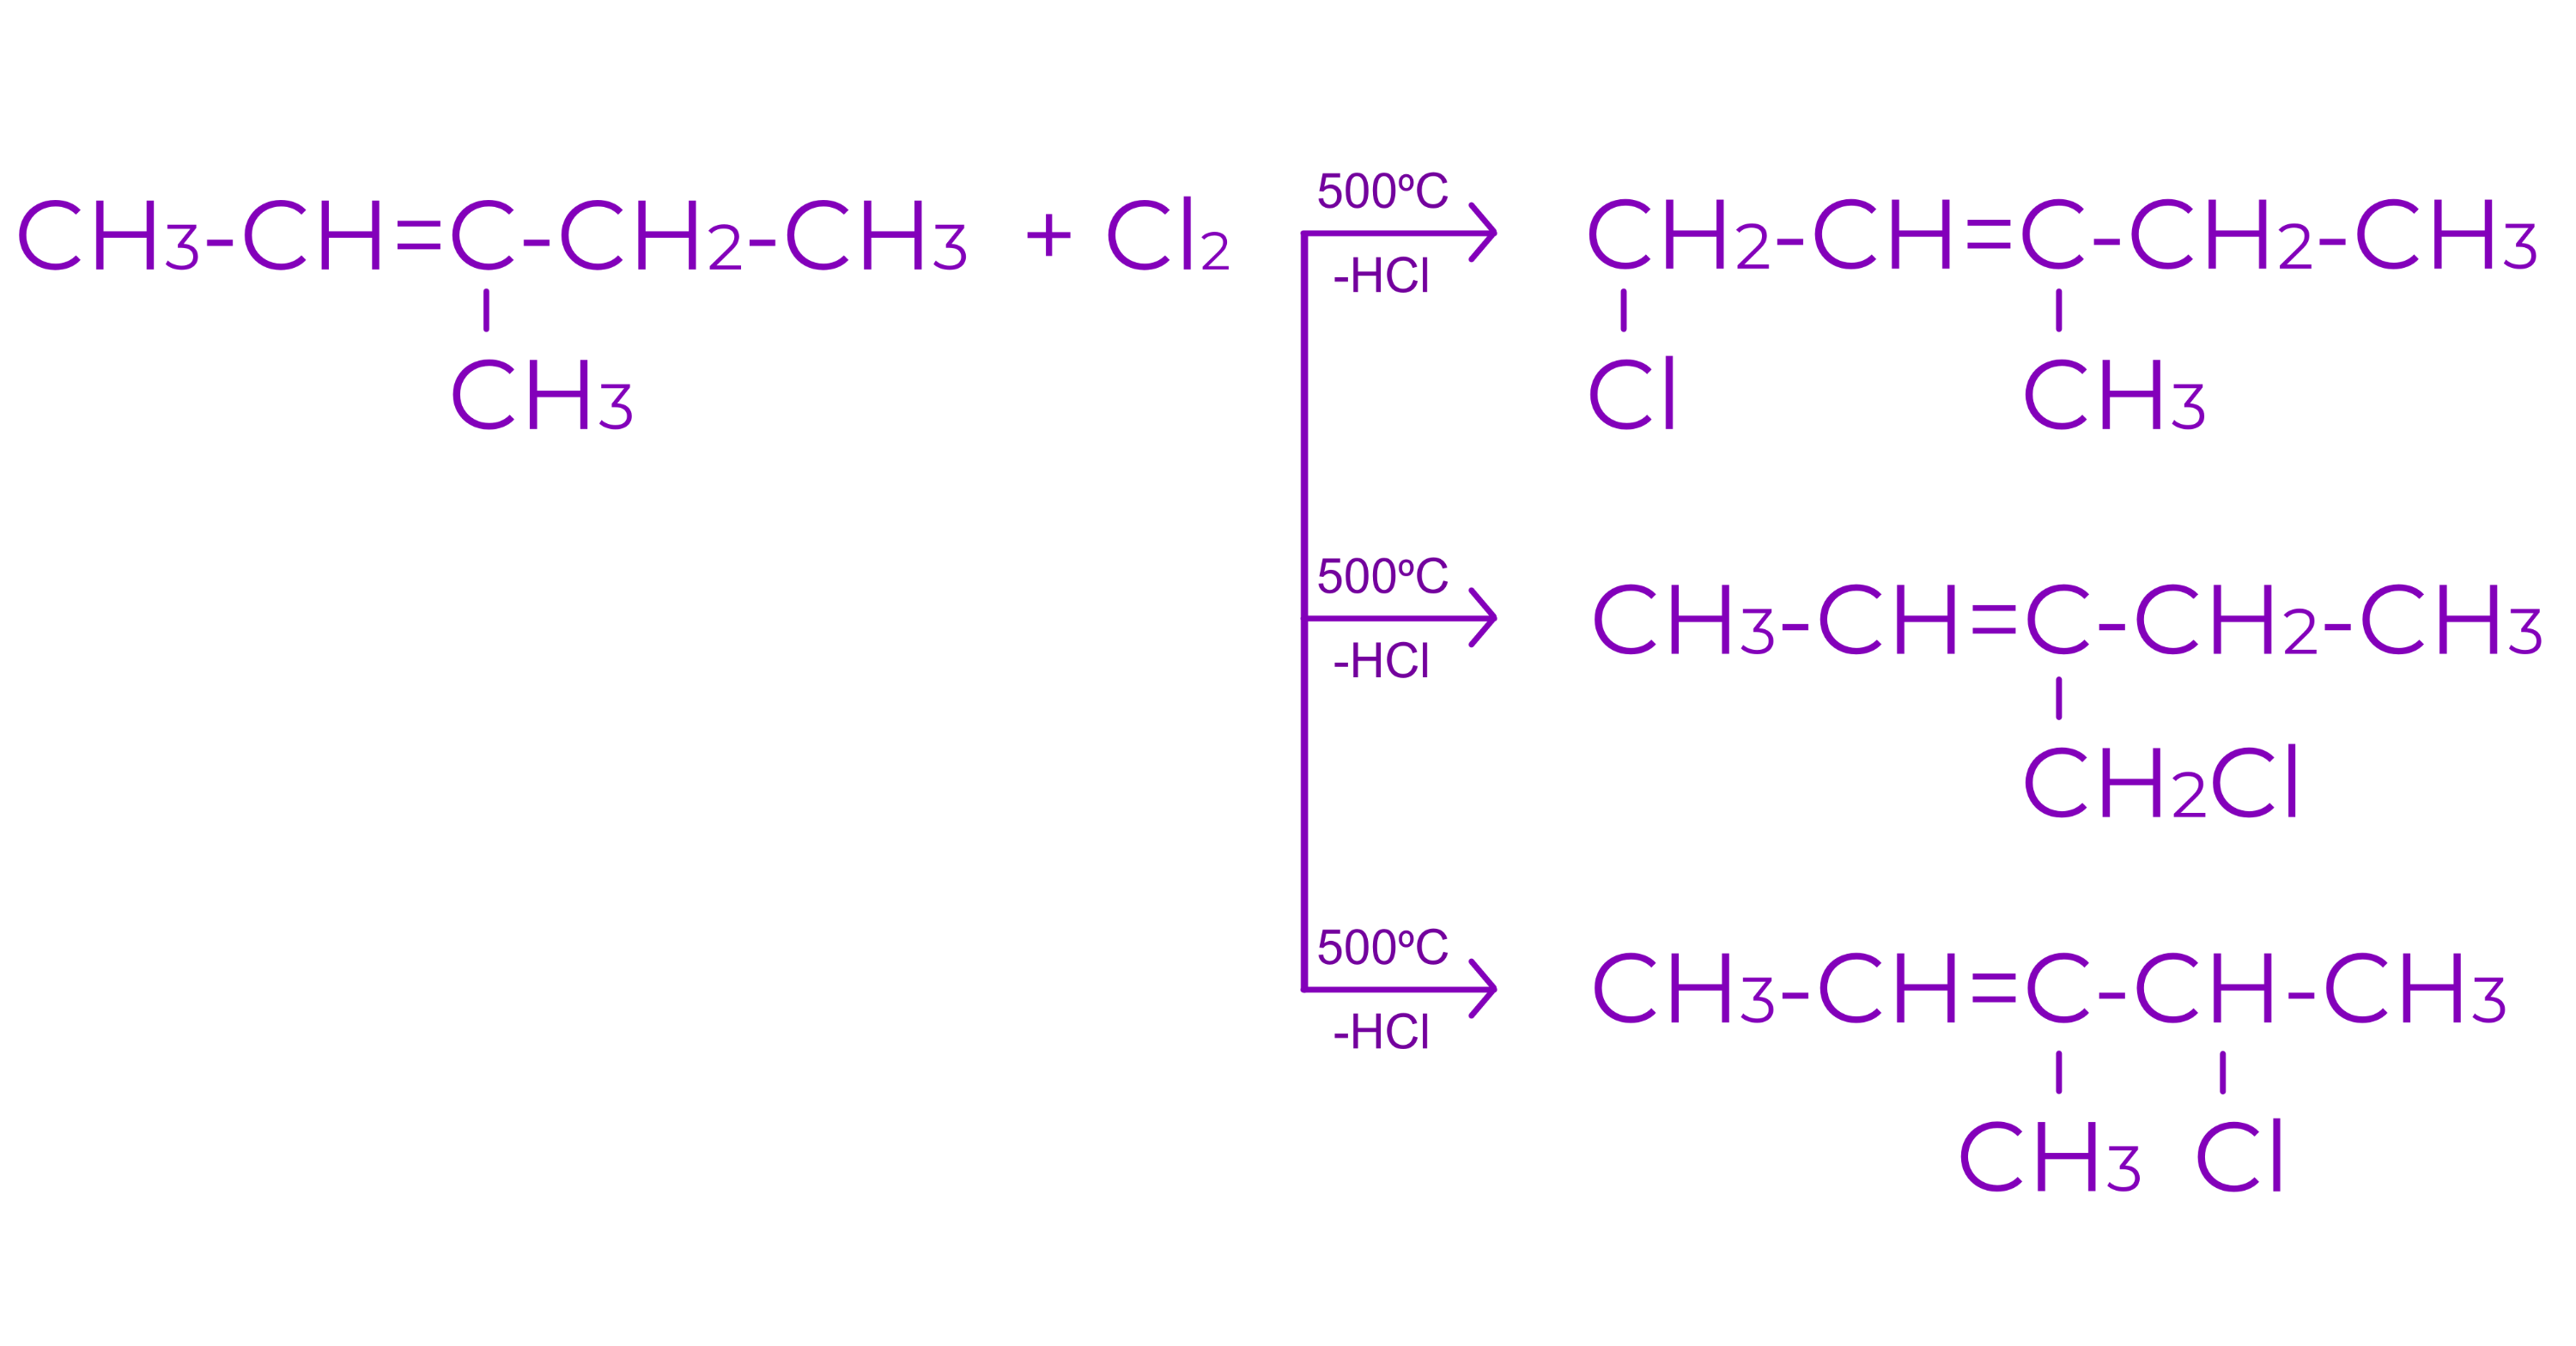 500ºC
CH3-CH=C-CH2-CH3 + Cl2 CH2-CH=C-CH2-CH3
-HCl
CH3 Cl CH3
500ºC
CH3-CH=C-CH2-CH3
-HCl
CH2Cl
500ºC
CH3-CH=C-CH-CH3
-HCl
CH3 Cl